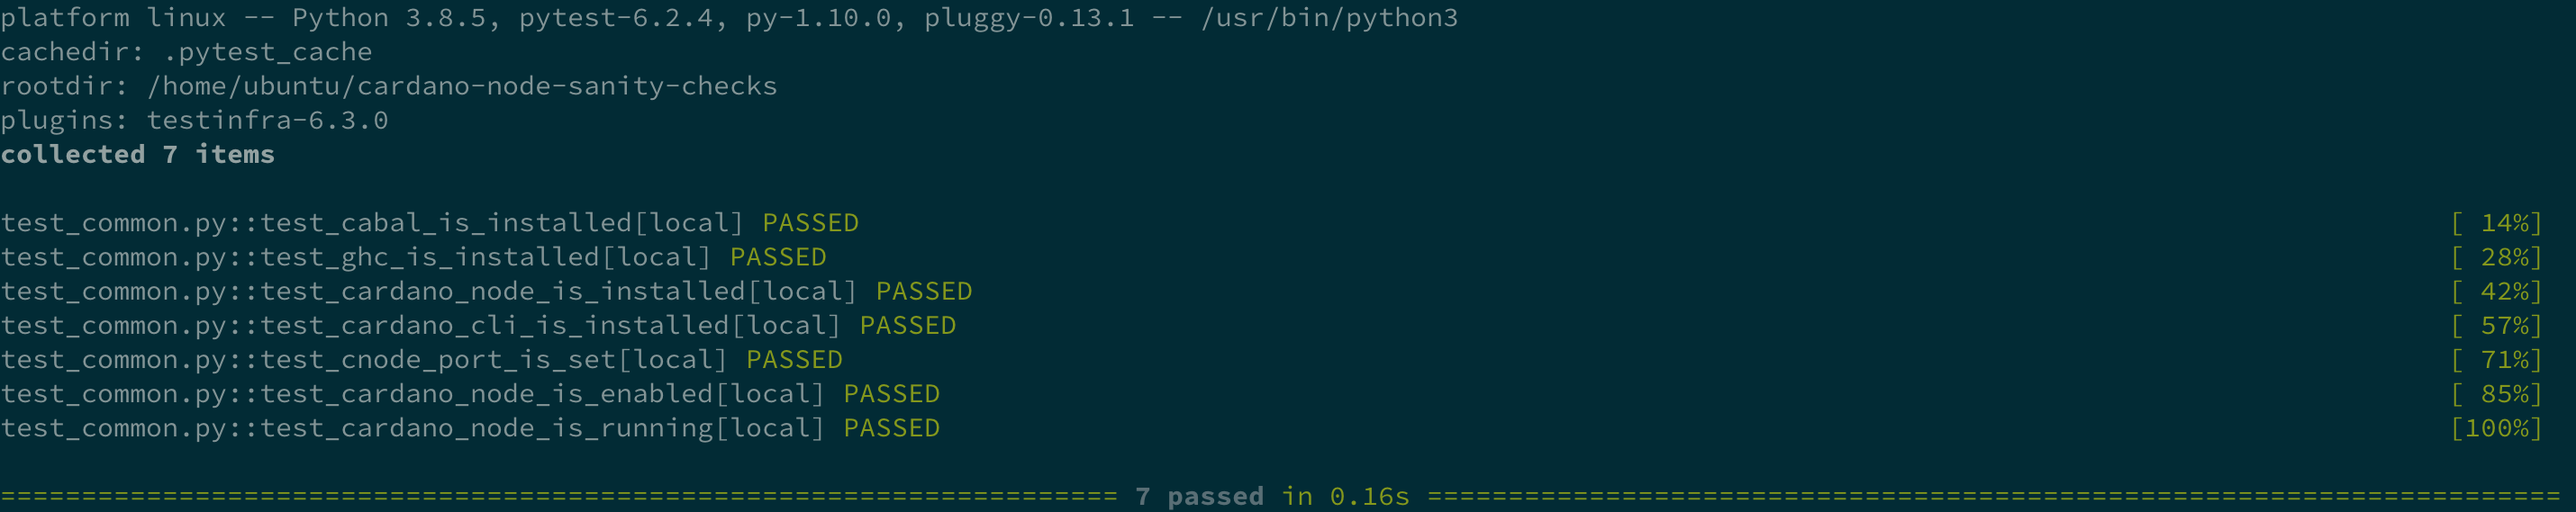 platform linux -- Python 3.8.5, pytest-6.2.4, py-1.10.0, pluggy-0.13.1 -- /usr/bin/python3
cachedir: .pytest_cache
rootdir: /home/ubuntu/cardano-node-sanity-checks
plugins: testinfra-6.3.0
collected 7 items
test_common.py::test_cabal_is_installed[local] PASSED [ 14%]
test_common.py::test_ghc_is_installed[local] PASSED [ 28%]
test_common.py::test_cardano_node_is_installed[local] PASSED [ 42%]
test_common.py::test_cardano_cli_is_installed[local] PASSED [ 57%]
test_common.py::test_cnode_port_is_set[local] PASSED [ 71%]
test_common.py::test_cardano_node_is_enabled[local] PASSED [ 85%]
test_common.py::test_cardano_node_is_running[local] PASSED [100%]
===================================================================== 7 passed in 0.16s ======================================================================